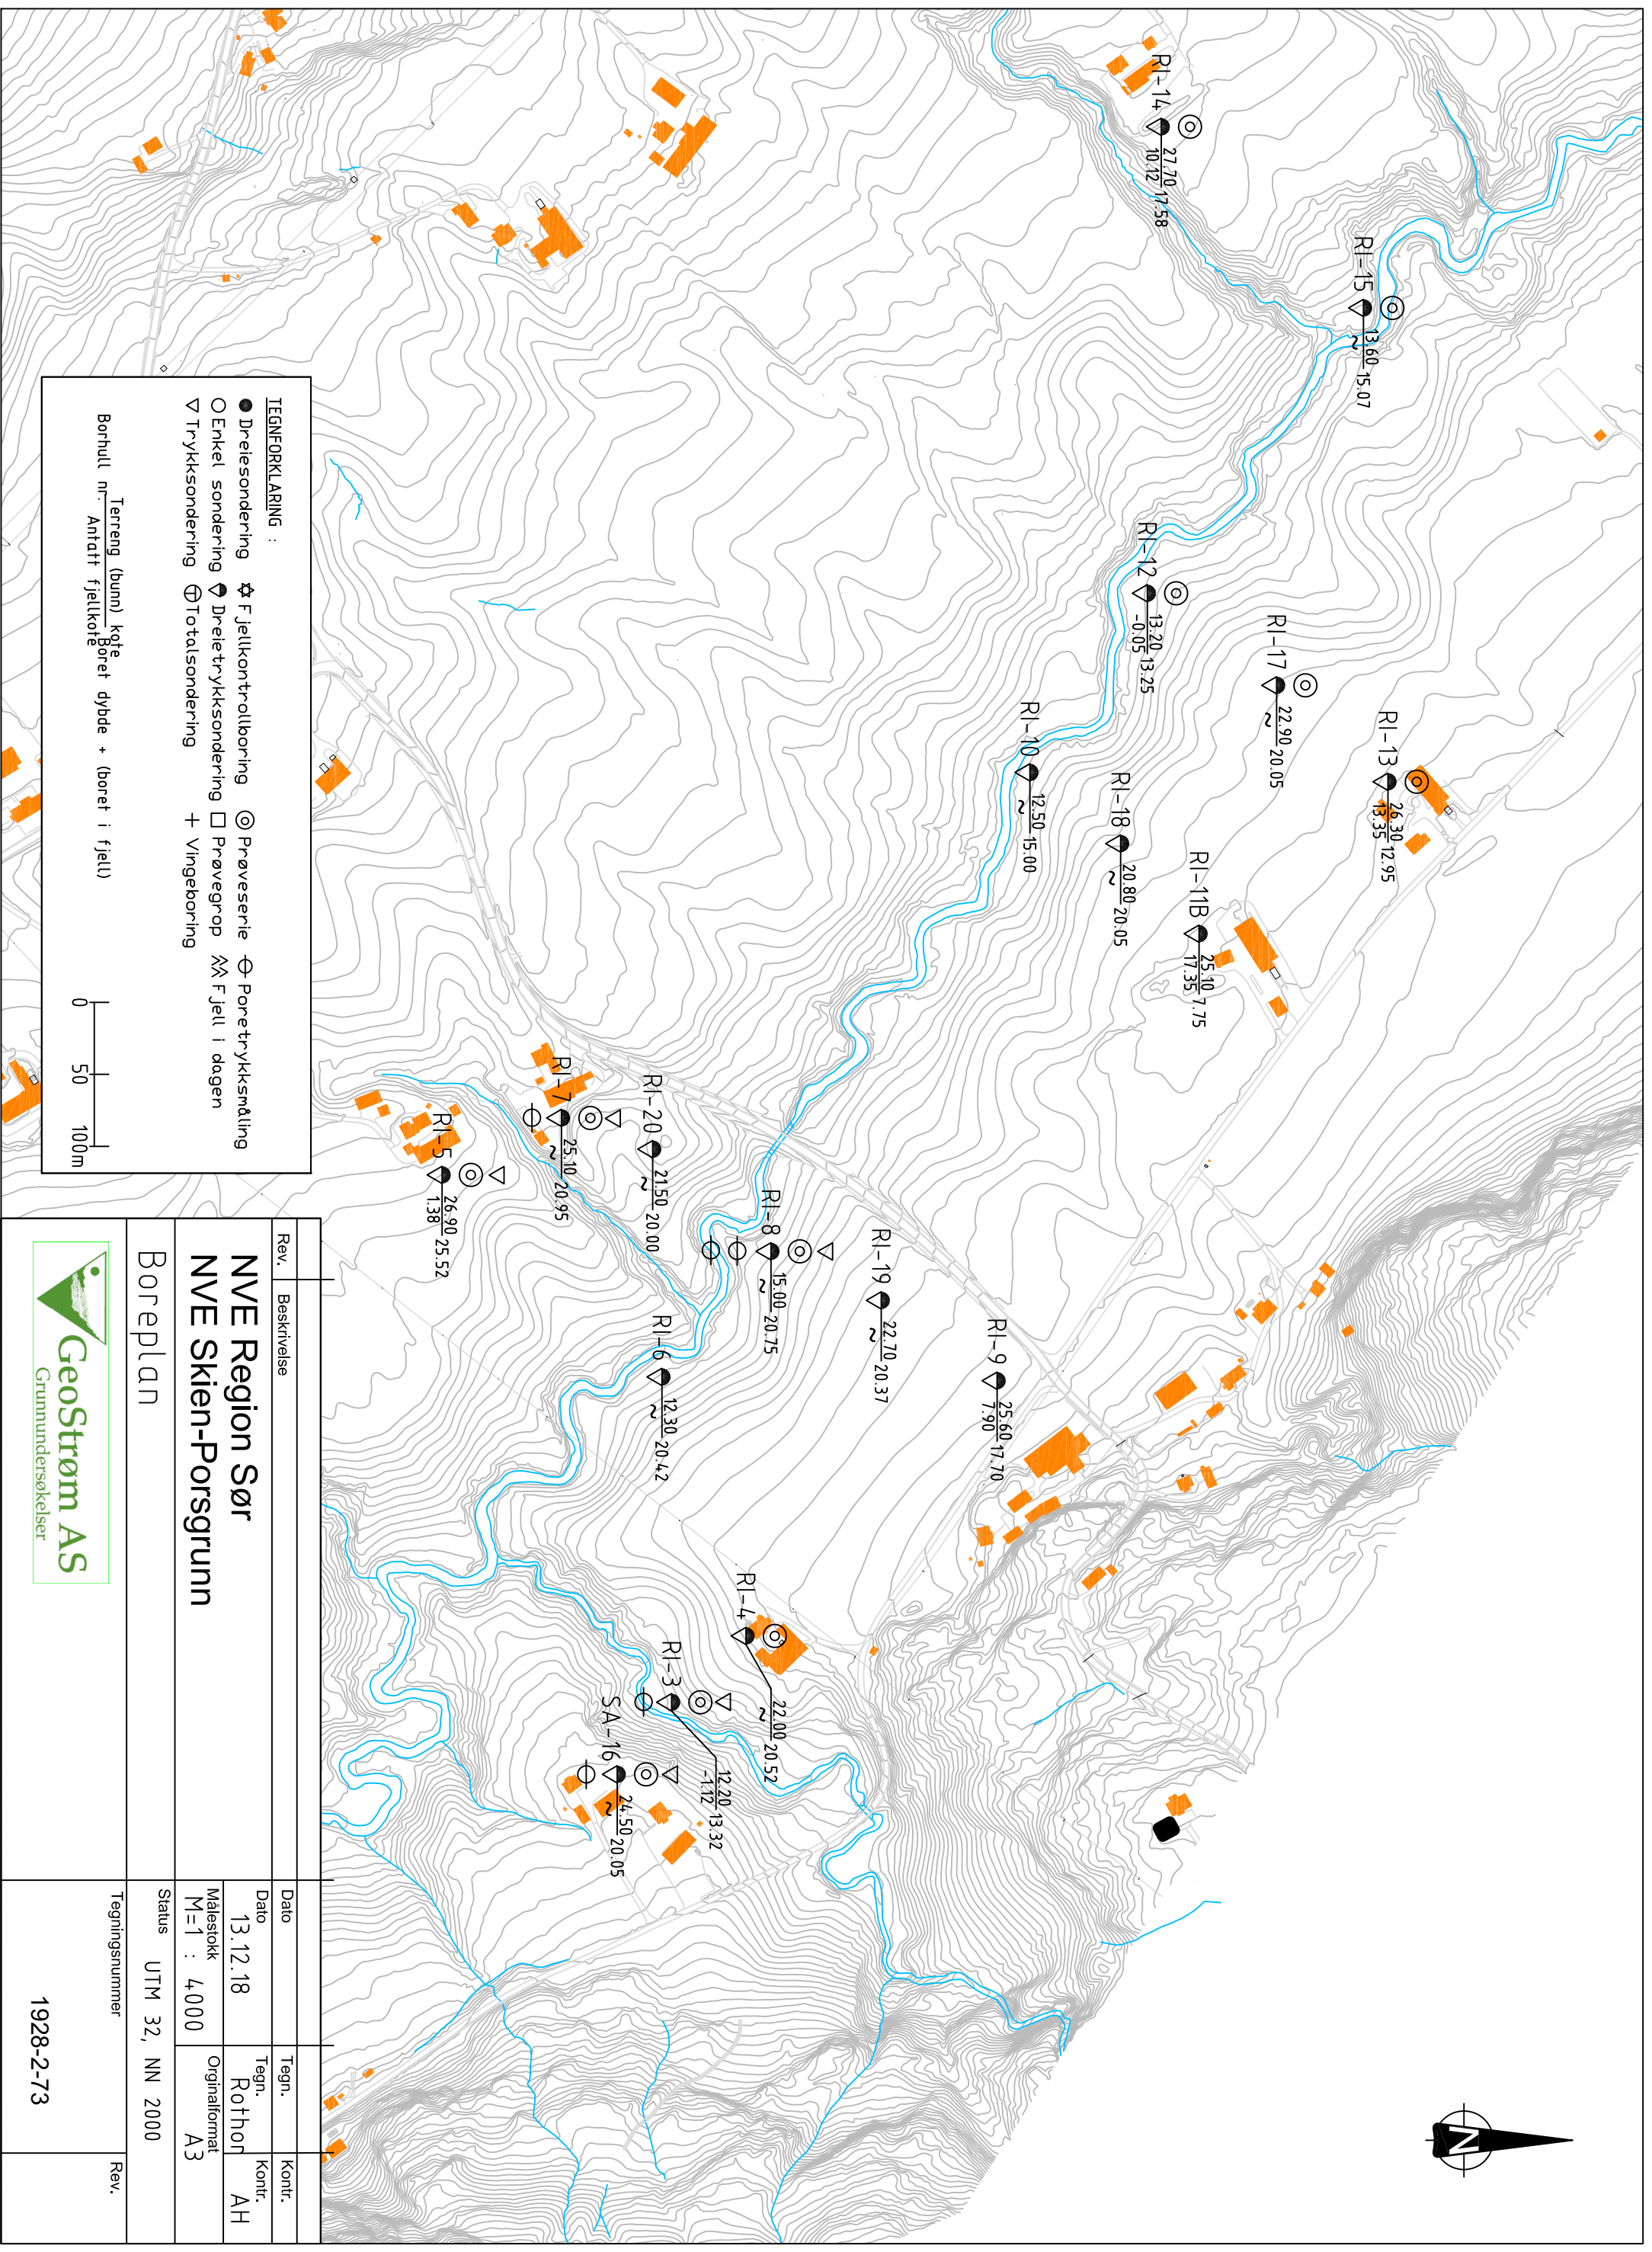 RI-14
27.70
10.12
17.58
RI-15
13.60
~
15.07
RI-12
13.20
-0.05
13.25
RI-17
22.90
~
20.05
RI-13
26.30
13.35
12.95
RI-10
12.50
~
15.00
RI-18
20.80
~
20.05
RI-11B
25.10
17.35
7.75
RI-7
25.10
~
20.95
RI-20
21.50
~
20.00
RI-5
26.90
1.38
25.52
RI-8
15.00
~
20.75
RI-19
22.70
~
20.37
RI-9
25.60
7.90
17.70
RI-6
12.30
~
20.42
RI-4
22.00
~
20.52
RI-3
12.20
-1.12
13.32
SA-16
24.50
~
20.05
N
TEGNFORKLARING :
Dreiesondering Fjellkontrollboring Prøveserie Poretrykksmåling
Enkel sondering Dreietrykksondering Prøvegrop Fjell i dagen
Trykksondering Totalsondering + Vingeboring
Terreng (bunn) kote
Borhull nr. Boret dybde + (boret i fjell)
Antatt fjellkote
0 50 100m
Rev. Beskrivelse Dato Tegn. Kontr.
NVE Region Sør
NVE Skien-Porsgrunn
Dato 13.12.18
Tegn. Rothon
Kontr. AH
Målestokk M=1 : 4.000
Orginalformat A3
Boreplan
Status UTM 32, NN 2000
GeoStrøm AS
Grunnundersøkelser
Tegningsnummer
1928-2-73
Rev.